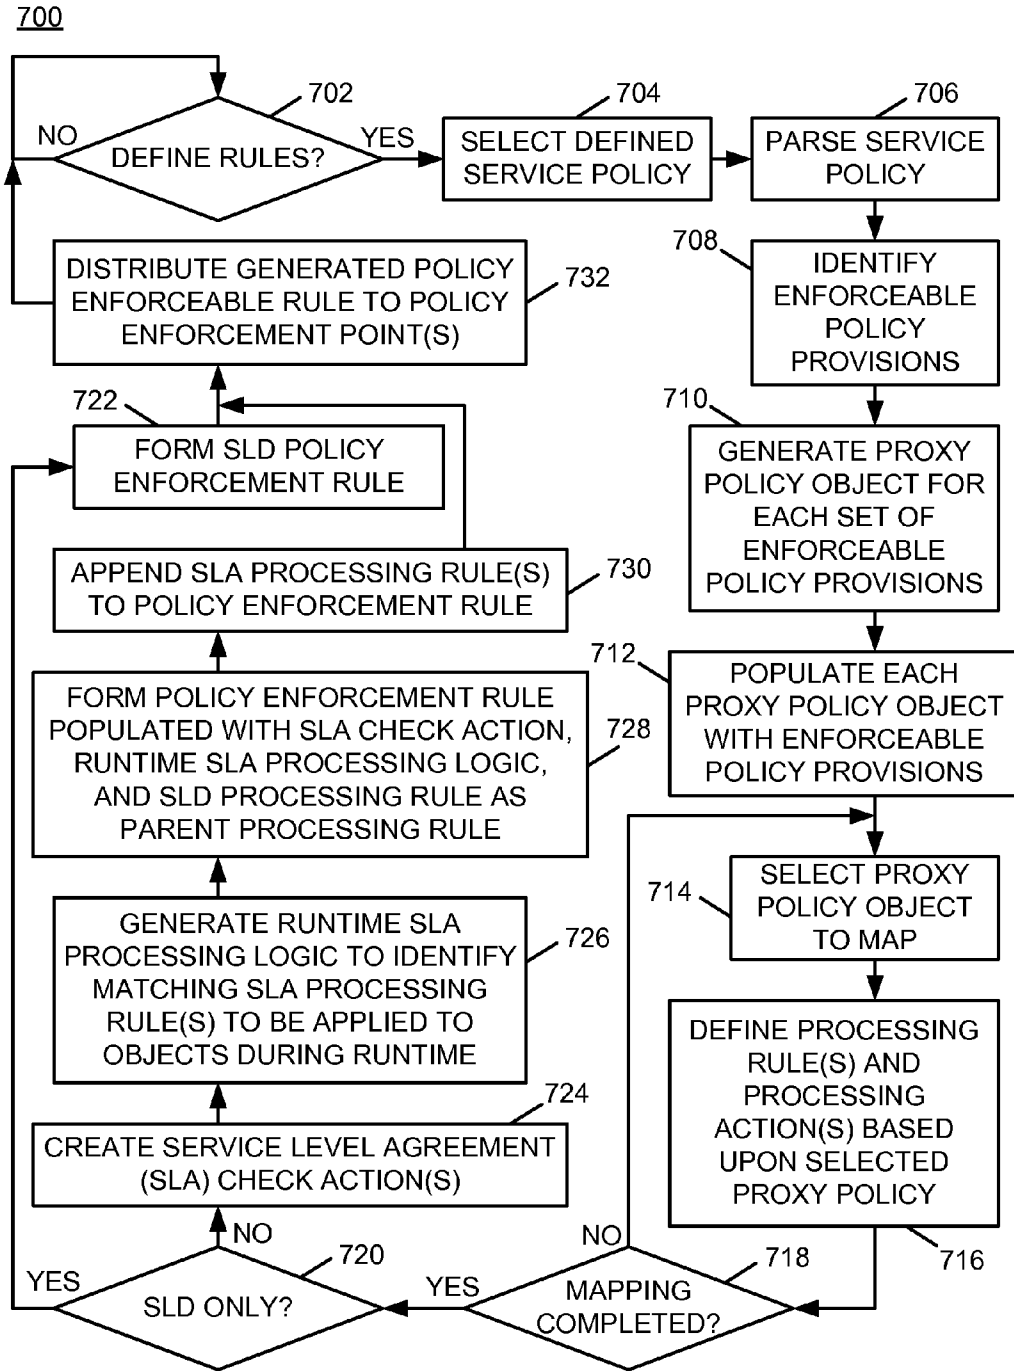 700
702
NO
DEFINE RULES?
YES
704
SELECT DEFINED
SERVICE POLICY
706
PARSE SERVICE
POLICY
708
IDENTIFY
ENFORCEABLE
POLICY
PROVISIONS
710
GENERATE PROXY
POLICY OBJECT FOR
EACH SET OF
ENFORCEABLE
POLICY PROVISIONS
712
POPULATE EACH
PROXY POLICY OBJECT
WITH ENFORCEABLE
POLICY PROVISIONS
714
SELECT PROXY
POLICY OBJECT
TO MAP
DEFINE PROCESSING
RULE(S) AND
PROCESSING
ACTION(S) BASED
UPON SELECTED
PROXY POLICY
716
NO
718
MAPPING
COMPLETED?
YES
720
SLD ONLY?
YES
NO
724
CREATE SERVICE LEVEL AGREEMENT
(SLA) CHECK ACTION(S)
GENERATE RUNTIME SLA
PROCESSING LOGIC TO IDENTIFY
MATCHING SLA PROCESSING
RULE(S) TO BE APPLIED TO
OBJECTS DURING RUNTIME
726
FORM POLICY ENFORCEMENT RULE
POPULATED WITH SLA CHECK ACTION,
RUNTIME SLA PROCESSING LOGIC,
AND SLD PROCESSING RULE AS
PARENT PROCESSING RULE
728
APPEND SLA PROCESSING RULE(S)
TO POLICY ENFORCEMENT RULE
730
722
FORM SLD POLICY
ENFORCEMENT RULE
DISTRIBUTE GENERATED POLICY
ENFORCEABLE RULE TO POLICY
ENFORCEMENT POINT(S)
732